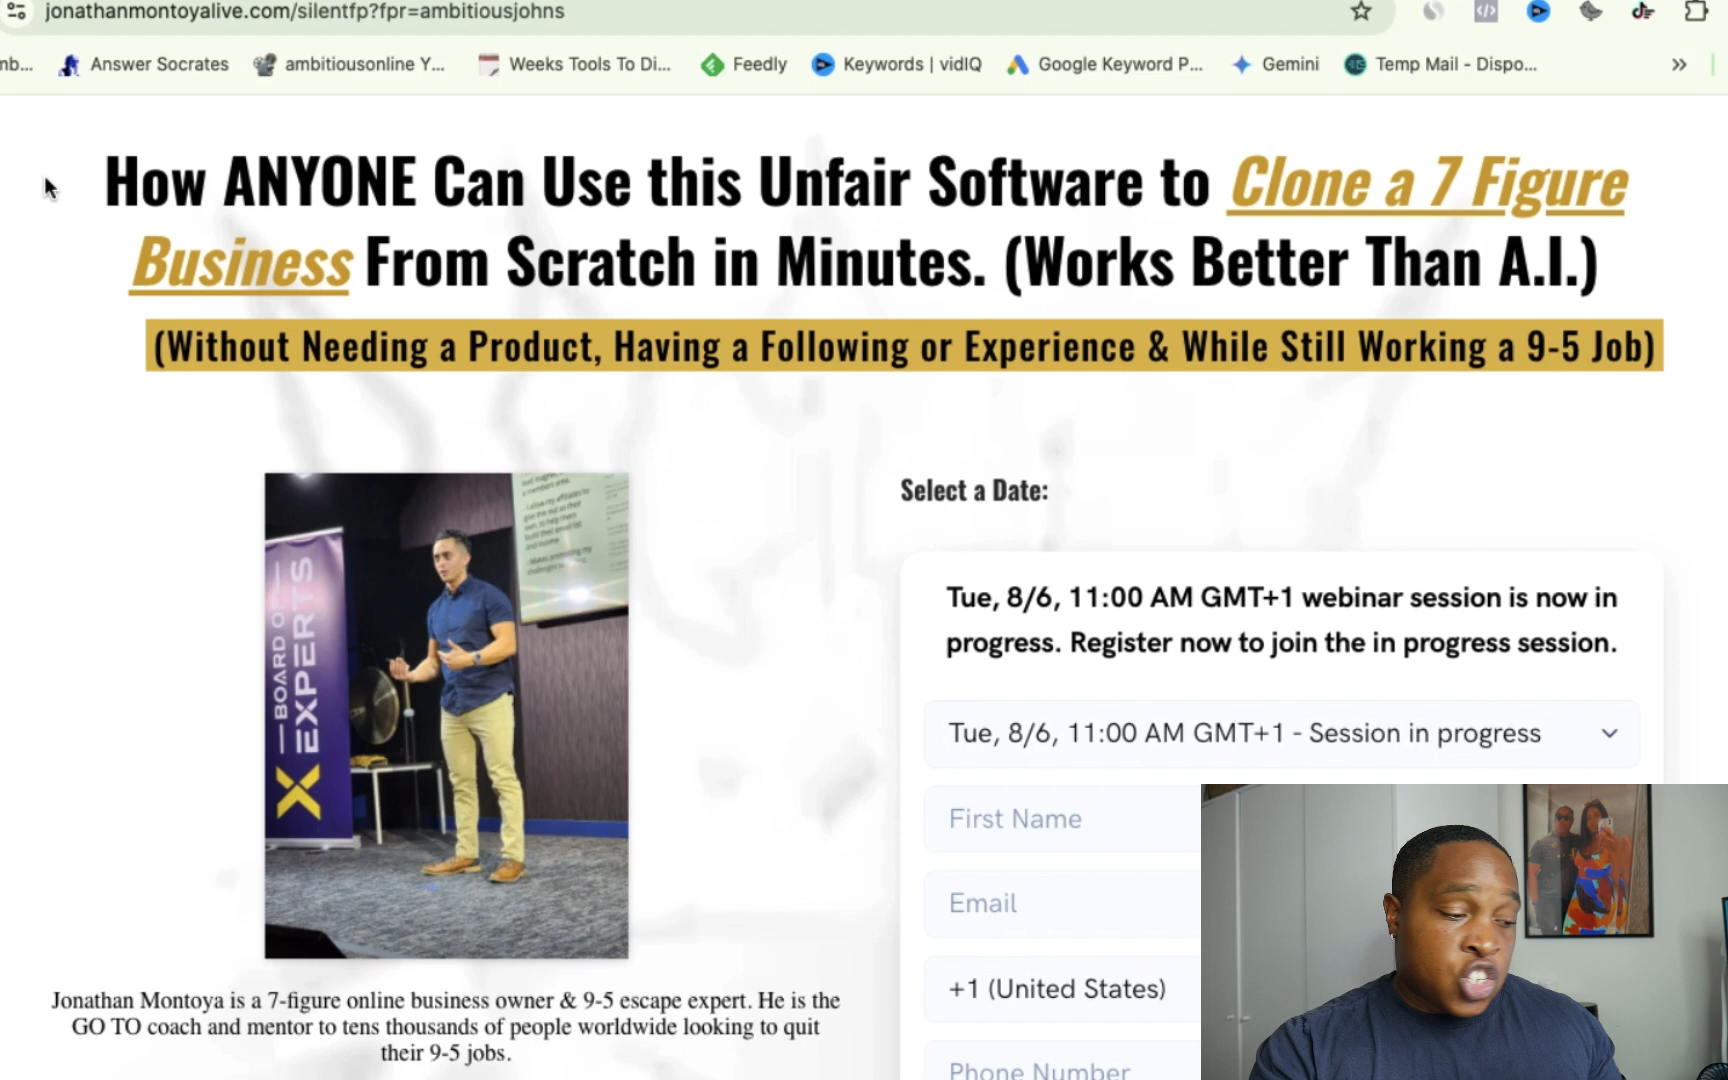 jonathanmontoyalive.com/silentfp?fpr=ambitiousjohns
mb... Answer Socrates ambitiousonline Y... Weeks Tools To Di... Feedly Keywords | vidIQ Google Keyword P... Gemini Temp Mail - Dispo... »
How ANYONE Can Use this Unfair Software to Clone a 7 Figure
Business From Scratch in Minutes. (Works Better Than A.I.)
(Without Needing a Product, Having a Following or Experience & While Still Working a 9-5 Job)
BOARD OF
EXPERTS
X
Select a Date:
Tue, 8/6, 11:00 AM GMT+1 webinar session is now in
progress. Register now to join the in progress session.
Tue, 8/6, 11:00 AM GMT+1 - Session in progress
First Name
Email
+1 (United States)
Phone Number
Jonathan Montoya is a 7-figure online business owner & 9-5 escape expert. He is the
GO TO coach and mentor to tens thousands of people worldwide looking to quit
their 9-5 jobs.